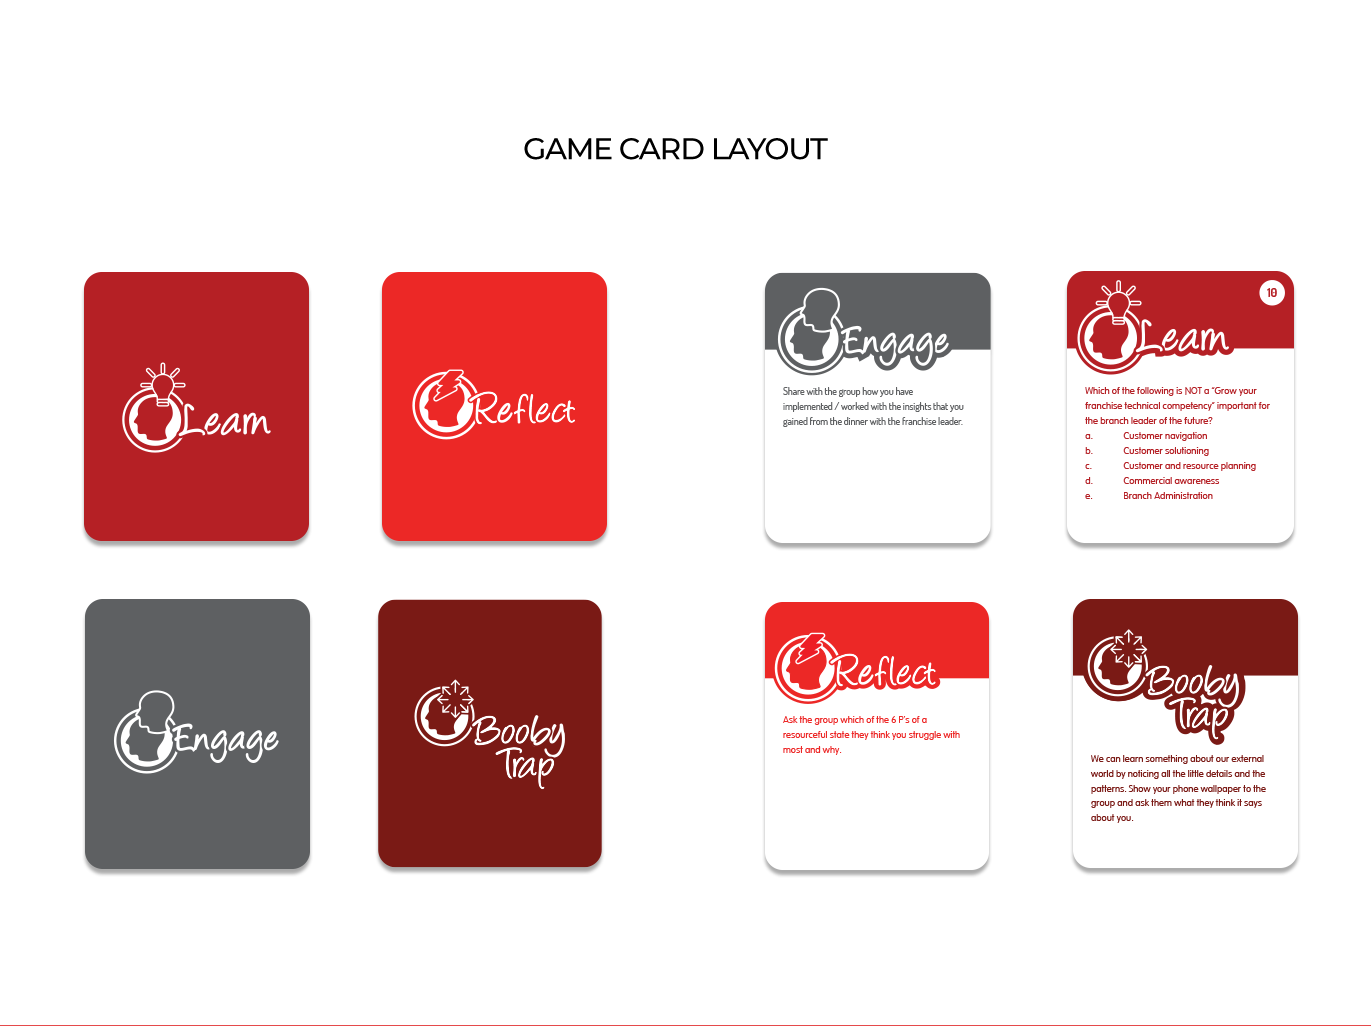 GAME CARD LAYOUT
Learn
Reflect
Engage
Share with the group how you have
implemented / worked with the insights that you
gained from the dinner with the franchise leader.
10
Learn
Which of the following is NOT a "Grow your
franchise technical competency" important for
the branch leader of the future?
a. Customer navigation
b. Customer solutioning
c. Customer and resource planning
d. Commercial awareness
e. Branch Administration
Engage
Booby
Trap
Reflect
Ask the group which of the 6 P's of a
resourceful state they think you struggle with
most and why.
Booby
Trap
We can learn something about our external
world by noticing all the little details and the
patterns. Show your phone wallpaper to the
group and ask them what they think it says
about you.